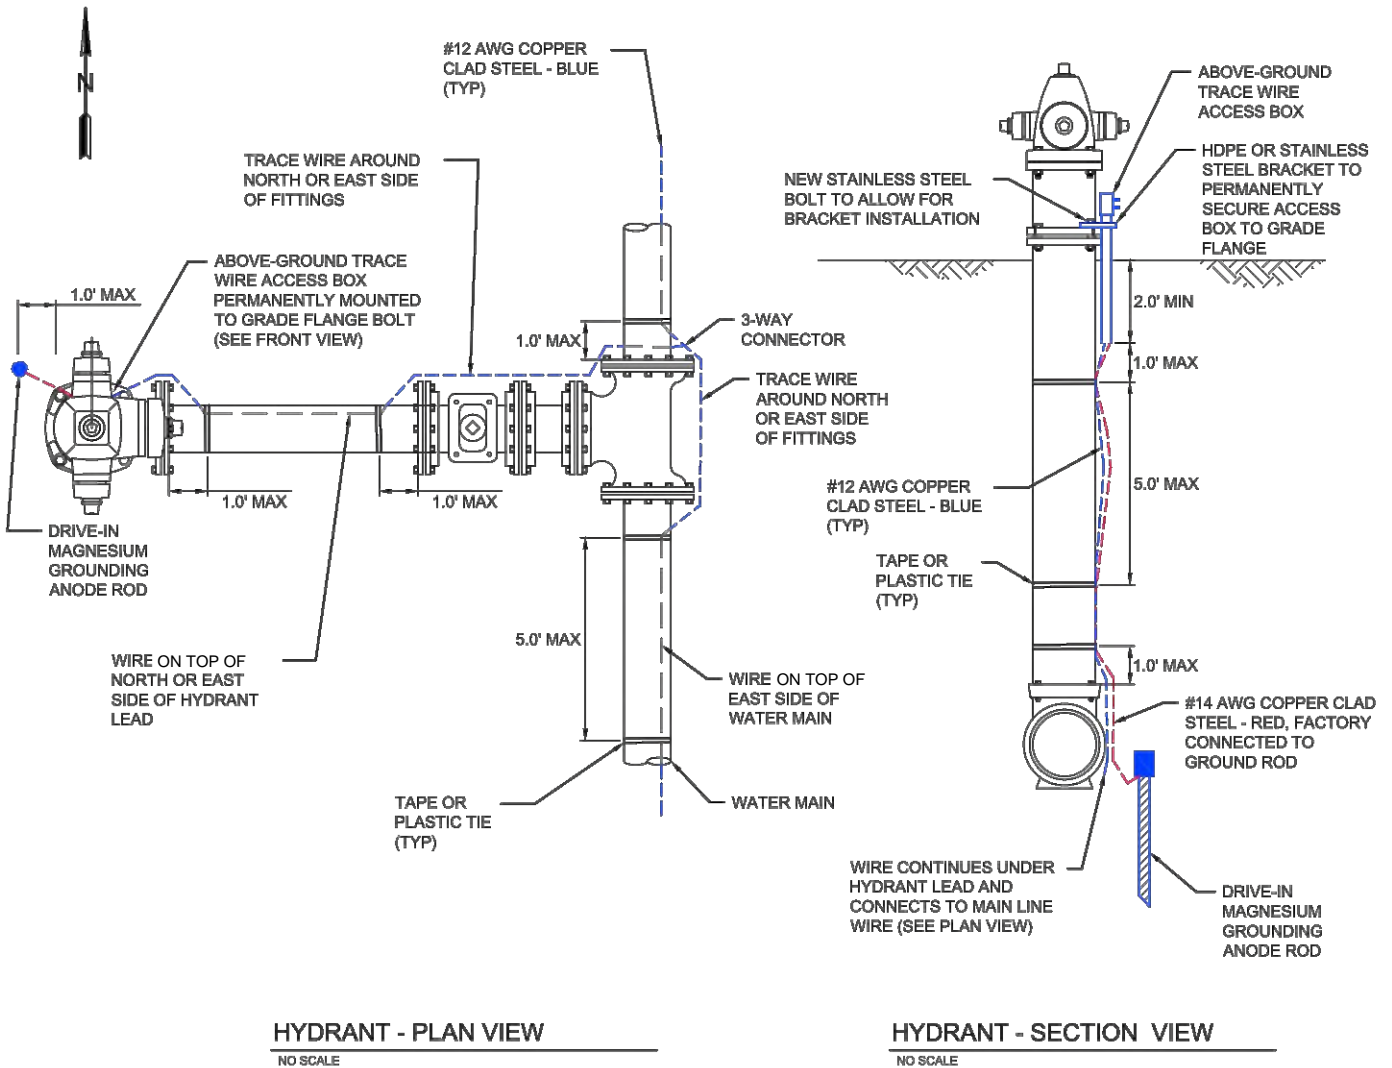 N
#12 AWG COPPER
CLAD STEEL - BLUE
(TYP)
TRACE WIRE AROUND
NORTH OR EAST SIDE
OF FITTINGS
ABOVE-GROUND TRACE
WIRE ACCESS BOX
PERMANENTLY MOUNTED
TO GRADE FLANGE BOLT
(SEE FRONT VIEW)
1.0' MAX
1.0' MAX
3-WAY
CONNECTOR
TRACE WIRE
AROUND NORTH
OR EAST SIDE
OF FITTINGS
1.0' MAX
1.0' MAX
DRIVE-IN
MAGNESIUM
GROUNDING
ANODE ROD
5.0' MAX
WIRE ON TOP OF
NORTH OR EAST
SIDE OF HYDRANT
LEAD
WIRE ON TOP OF
EAST SIDE OF
WATER MAIN
TAPE OR
PLASTIC TIE
(TYP)
WATER MAIN
HYDRANT - PLAN VIEW
NO SCALE
ABOVE-GROUND
TRACE WIRE
ACCESS BOX
HDPE OR STAINLESS
STEEL BRACKET TO
PERMANENTLY
SECURE ACCESS
BOX TO GRADE
FLANGE
NEW STAINLESS STEEL
BOLT TO ALLOW FOR
BRACKET INSTALLATION
2.0' MIN
1.0' MAX
5.0' MAX
#12 AWG COPPER
CLAD STEEL - BLUE
(TYP)
TAPE OR
PLASTIC TIE
(TYP)
1.0' MAX
#14 AWG COPPER CLAD
STEEL - RED, FACTORY
CONNECTED TO
GROUND ROD
WIRE CONTINUES UNDER
HYDRANT LEAD AND
CONNECTS TO MAIN LINE
WIRE (SEE PLAN VIEW)
DRIVE-IN
MAGNESIUM
GROUNDING
ANODE ROD
HYDRANT - SECTION VIEW
NO SCALE